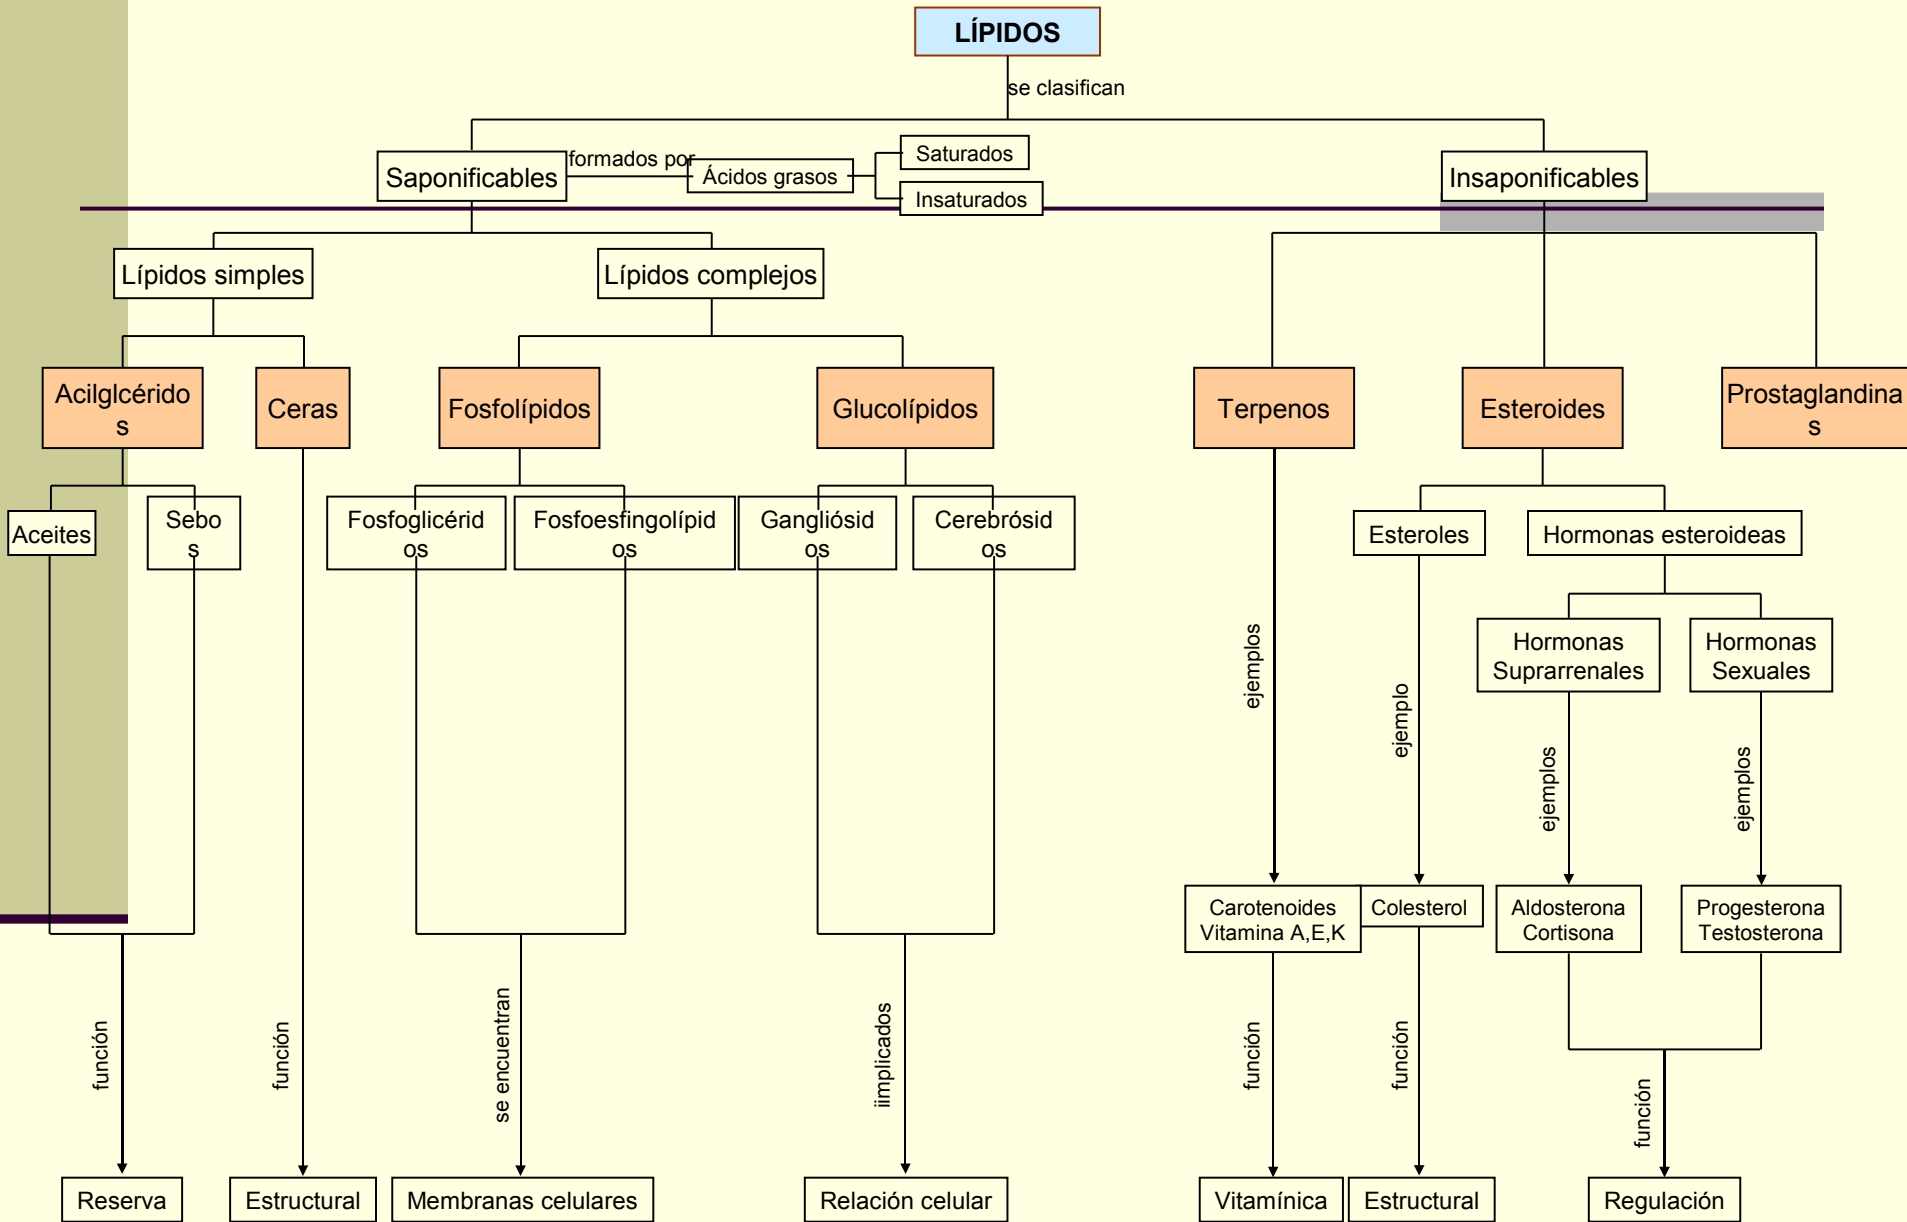 LÍPIDOS
se clasifican
Saponificables
formados por
Ácidos grasos
Saturados
Insaturados
Insaponificables
Lípidos simples
Lípidos complejos
Acilglcérido
s
Ceras
Fosfolípidos
Glucolípidos
Terpenos
Esteroides
Prostaglandina
s
Aceites
Sebo
s
Fosfoglicérid
os
Fosfoesfingolípid
os
Gangliósid
os
Cerebrósid
os
Esteroles
Hormonas esteroideas
Hormonas
Suprarrenales
Hormonas
Sexuales
ejemplos
ejemplo
ejemplos
ejemplos
Carotenoides
Vitamina A,E,K
Colesterol
Aldosterona
Cortisona
Progesterona
Testosterona
función
función
se encuentran
iimplicados
función
función
función
Reserva
Estructural
Membranas celulares
Relación celular
Vitamínica
Estructural
Regulación